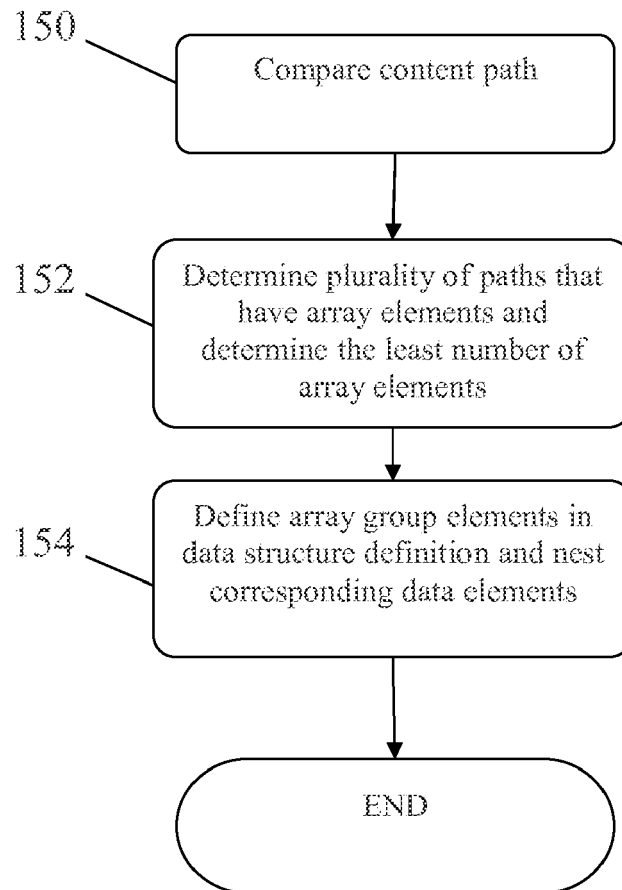 150
Compare content path
152
Determine plurality of paths that
have array elements and
determine the least number of
array elements
154
Define array group elements in
data structure definition and nest
corresponding data elements
END